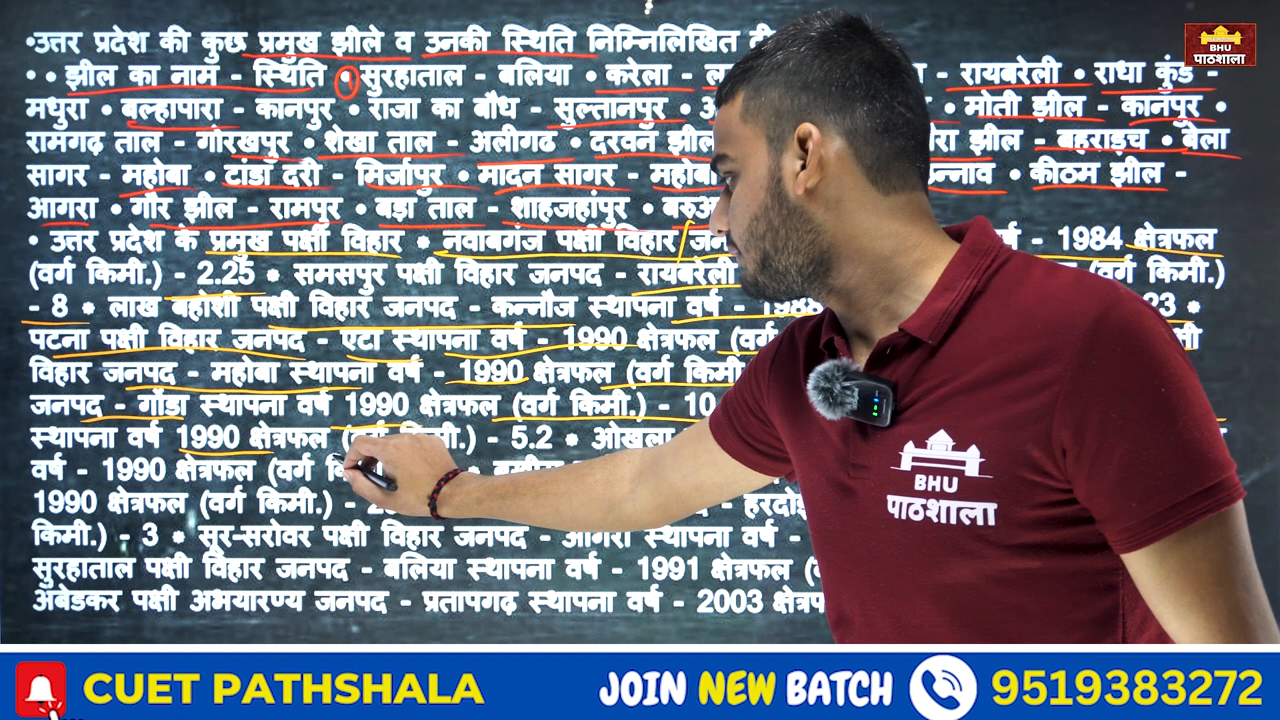 •उत्तर प्रदेश की कुछ प्रमुख झीले व उनकी स्थिति निम्निलिखित
• • झील का नाम - स्थिति • सुरहाताल - बलिया • करेला - - रायबरेली • राधा कुंड -
मथुरा • बल्हापारा - कानपुर • राजा का बौध - सुल्तानपुर • • मोती झील - कानपुर •
रामगढ़ ताल - गोरखपुर • शेखा ताल - अलीगढ • दरवन झील झील - बहराइच • बेला
सागर - महोबा • टांडा दरी - मिर्जापुर • मादन सागर - महोबा • कीठम झील -
आगरा • गौर झील - रामपुर • बड़ा ताल - शाहजहांपुर •
• उत्तर प्रदेश के प्रमुख पक्षी विहार * नवाबगंज पक्षी विहार - 1984 क्षेत्रफल
(वर्ग किमी.) - 2.25 * समसपुर पक्षी विहार जनपद - रायबरेली (वर्ग किमी.)
- 8 * लाख बहाशी पक्षी विहार जनपद - कन्नौज स्थापना वर्ष - 1988 *
पटना पक्षी विहार जनपद - एटा स्थापना वर्ष - 1990 क्षेत्रफल
विहार जनपद - महोबा स्थापना वर्ष - 1990 क्षेत्रफल (वर्ग
जनपद - गोंडा स्थापना वर्ष 1990 क्षेत्रफल (वर्ग किमी.) - 10
स्थापना वर्ष 1990 क्षेत्रफल (वर्ग किमी.) - 5.2 * ओखला
वर्ष - 1990 क्षेत्रफल (वर्ग
1990 क्षेत्रफल (वर्ग किमी.) - - हरदोई
किमी.) - 3 * सूर-सरोवर पक्षी विहार जनपद - आगरा स्थापना वर्ष -
सुरहाताल पक्षी विहार जनपद - बलिया स्थापना वर्ष - 1991 क्षेत्रफल
अंबेडकर पक्षी अभयारण्य जनपद - प्रतापगढ़ स्थापना वर्ष - 2003
BHU
पाठशाला
BHU
पाठशाला
CUET PATHSHALA JOIN NEW BATCH 9519383272